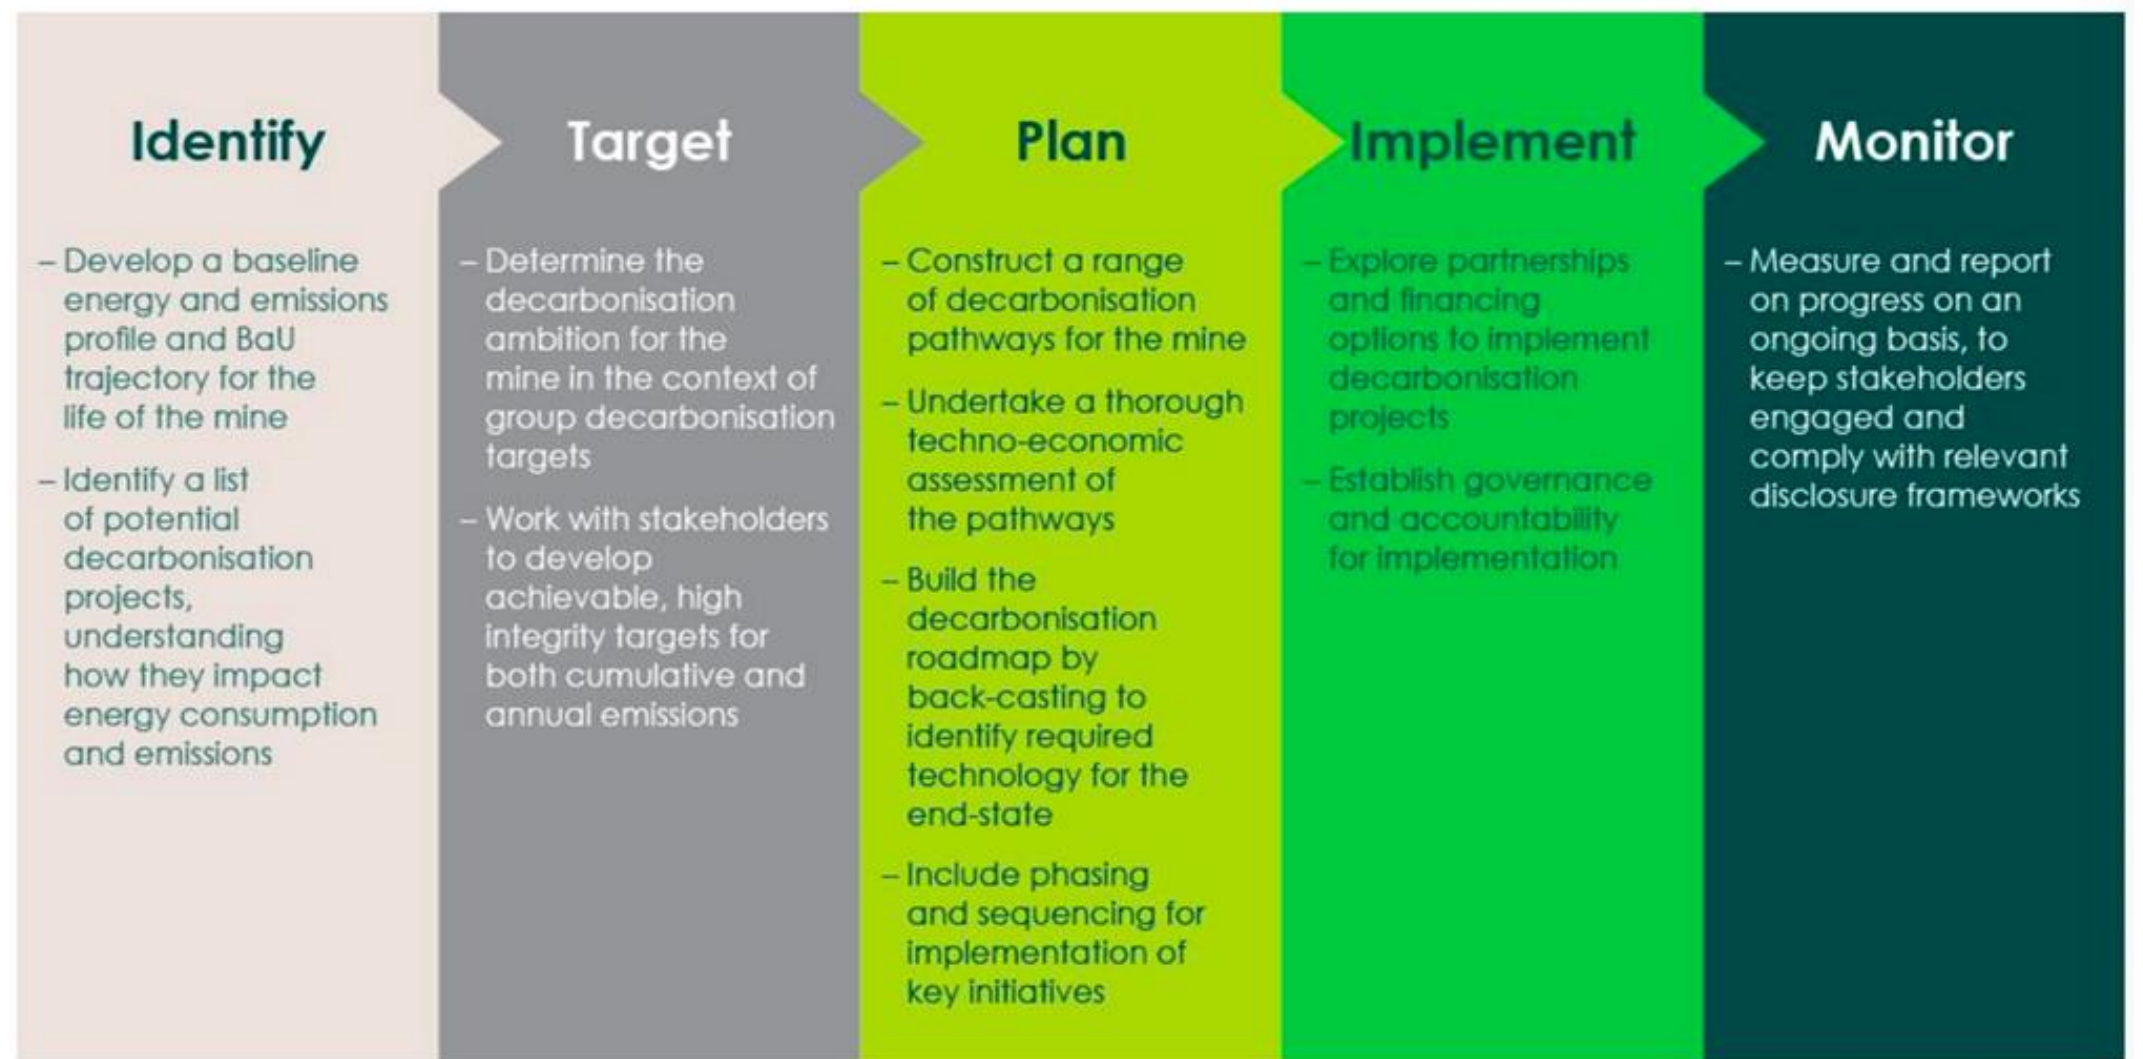 Identify
– Develop a baseline
energy and emissions
profile and BaU
trajectory for the
life of the mine
– Identify a list
of potential
decarbonisation
projects,
understanding
how they impact
energy consumption
and emissions
Target
– Determine the
decarbonisation
ambition for the
mine in the context of
group decarbonisation
targets
– Work with stakeholders
to develop
achievable, high
integrity targets for
both cumulative and
annual emissions
Plan
– Construct a range
of decarbonisation
pathways for the mine
– Undertake a thorough
techno-economic
assessment of
the pathways
– Build the
decarbonisation
roadmap by
back-casting to
identify required
technology for the
end-state
– Include phasing
and sequencing for
implementation of
key initiatives
Implement
– Explore partnerships
and financing
options to implement
decarbonisation
projects
– Establish governance
and accountability
for implementation
Monitor
– Measure and report
on progress on an
ongoing basis, to
keep stakeholders
engaged and
comply with relevant
disclosure frameworks